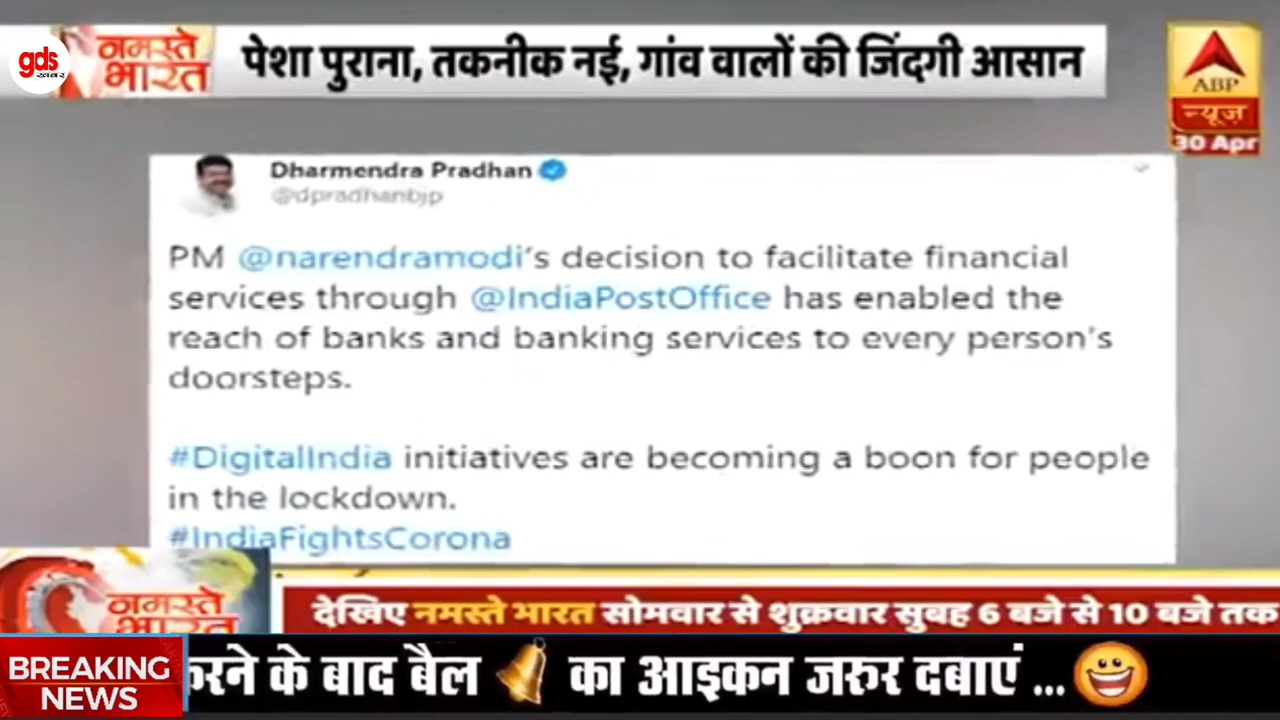 gds
खबर
नमस्ते
भारत
पेशा पुराना, तकनीक नई, गांव वालों की जिंदगी आसान
ABP
न्यूज़
30 Apr
Dharmendra Pradhan
@dpradhanbjp
PM @narendramodi's decision to facilitate financial
services through @IndiaPostOffice has enabled the
reach of banks and banking services to every person's
doorsteps.
#DigitalIndia initiatives are becoming a boon for people
in the lockdown.
#IndiaFightsCorona
नमस्ते
भारत
देखिए नमस्ते भारत सोमवार से शुक्रवार सुबह 6 बजे से 10 बजे तक
BREAKING
NEWS
करने के बाद बैल 🔔 का आइकन जरुर दबाएं ...😀